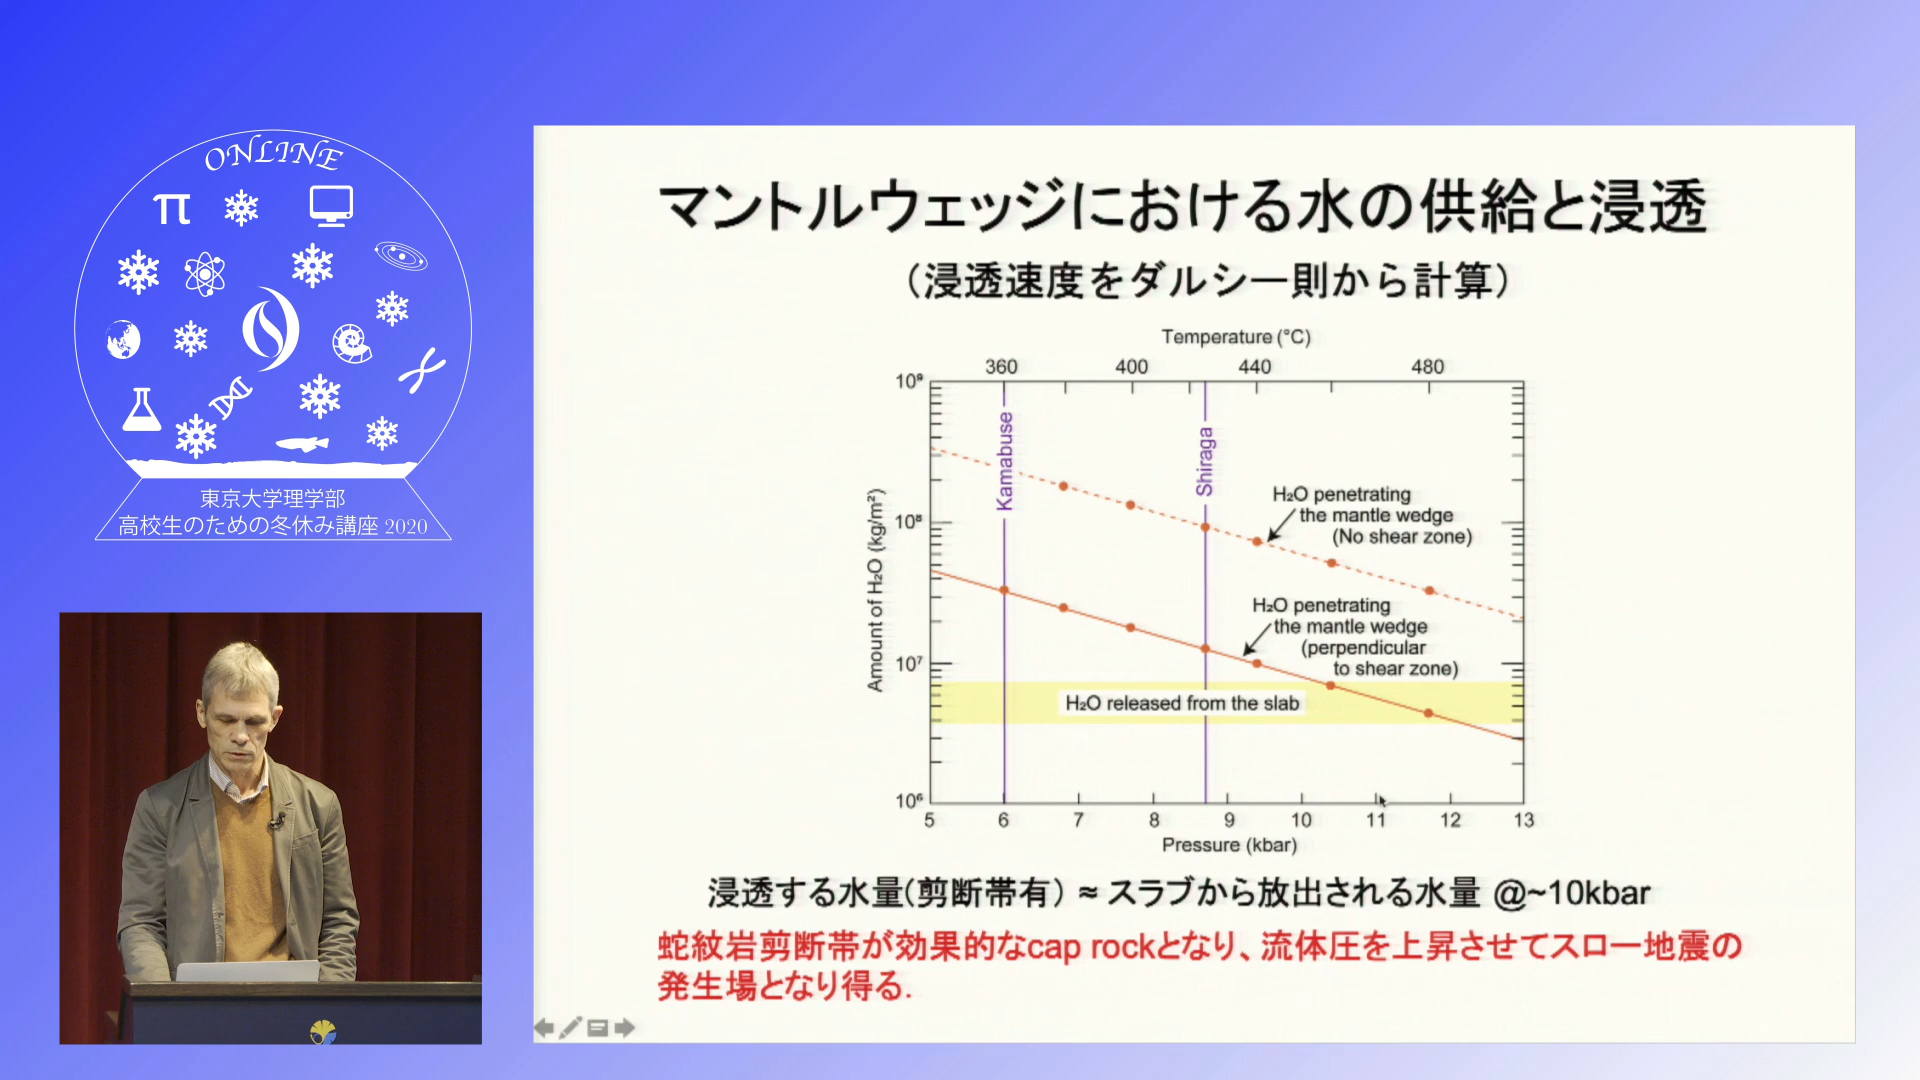 ONLINE
π
東京大学理学部
高校生のための冬休み講座 2020
マントルウェッジにおける水の供給と浸透
（浸透速度をダルシー則から計算）
Temperature (°C)
360 400 440 480
10⁹
10⁸
10⁷
10⁶
Amount of H₂O (kg/m²)
Kamabuse
Shiraga
H₂O penetrating
the mantle wedge
(No shear zone)
H₂O penetrating
the mantle wedge
(perpendicular
to shear zone)
H₂O released from the slab
5 6 7 8 9 10 11 12 13
Pressure (kbar)
浸透する水量(剪断帯有) ≈ スラブから放出される水量 @~10kbar
蛇紋岩剪断帯が効果的なcap rockとなり、流体圧を上昇させてスロー地震の
発生場となり得る.